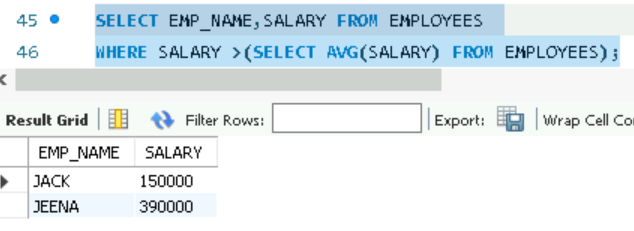 45 SELECT EMP_NAME,SALARY FROM EMPLOYEES
46 WHERE SALARY >(SELECT AVG(SALARY) FROM EMPLOYEES);
Result Grid Filter Rows: Export: Wrap Cell Co
EMP_NAME SALARY
JACK 150000
JEENA 390000